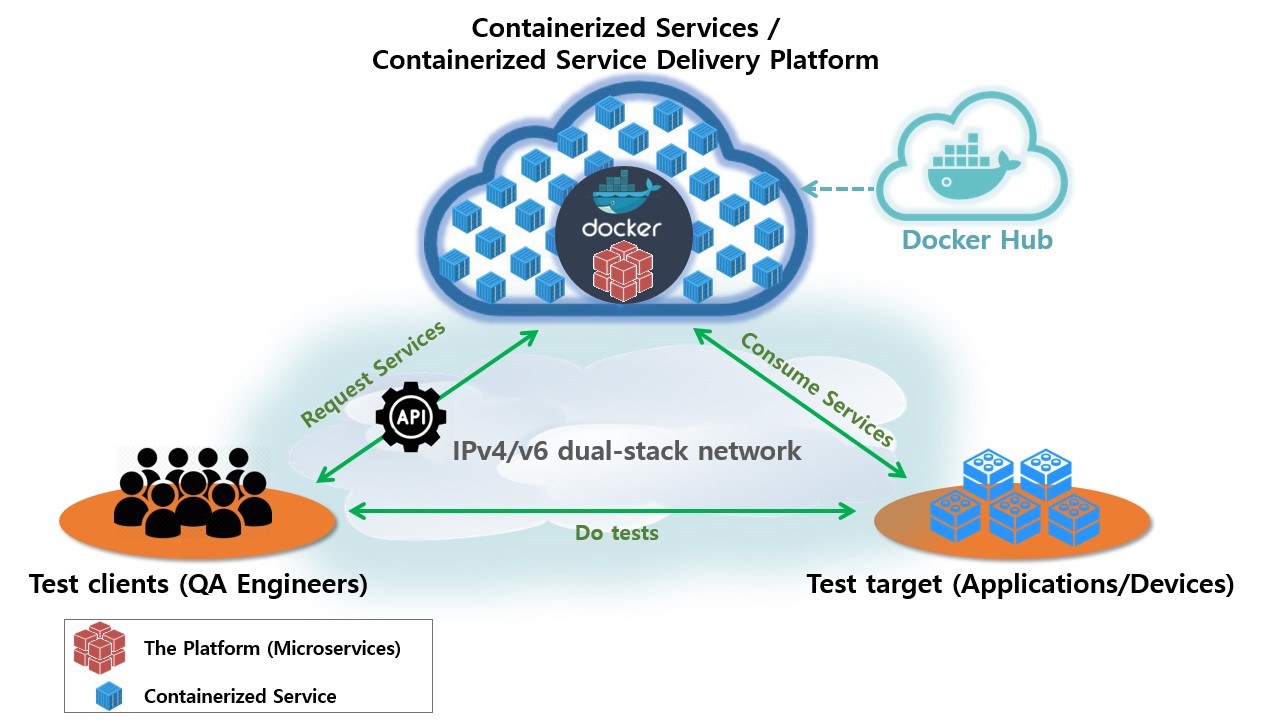 Containerized Services /
Containerized Service Delivery Platform
docker
Docker Hub
Request Services
API
Consume Services
IPv4/v6 dual-stack network
Do tests
Test clients (QA Engineers)
Test target (Applications/Devices)
The Platform (Microservices)
Containerized Service